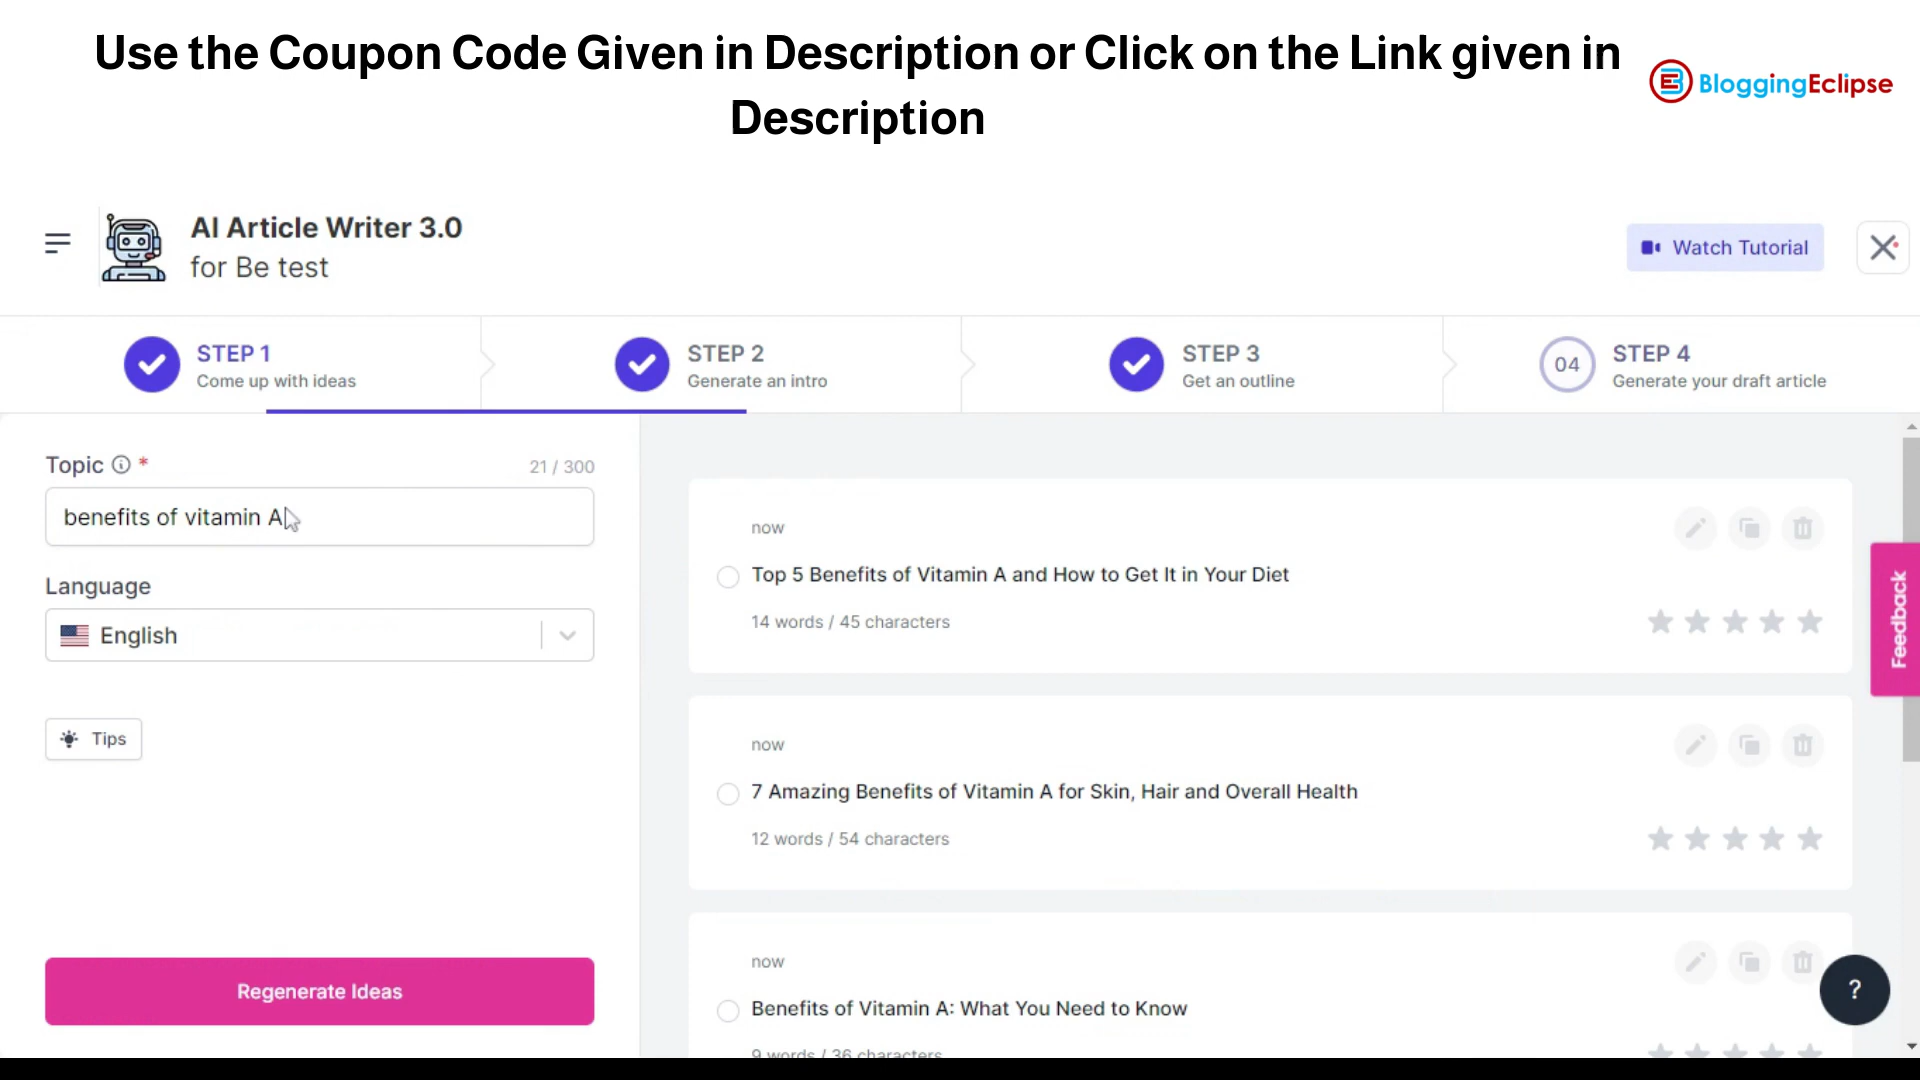 Use the Coupon Code Given in Description or Click on the Link given in
Description
BloggingEclipse
AI Article Writer 3.0
for Be test
Watch Tutorial
STEP 1
Come up with ideas
STEP 2
Generate an intro
STEP 3
Get an outline
04
STEP 4
Generate your draft article
Topic *
21 / 300
benefits of vitamin A
Language
English
Tips
Regenerate Ideas
now
Top 5 Benefits of Vitamin A and How to Get It in Your Diet
14 words / 45 characters
now
7 Amazing Benefits of Vitamin A for Skin, Hair and Overall Health
12 words / 54 characters
now
Benefits of Vitamin A: What You Need to Know
9 words / 36 characters
Feedback
?